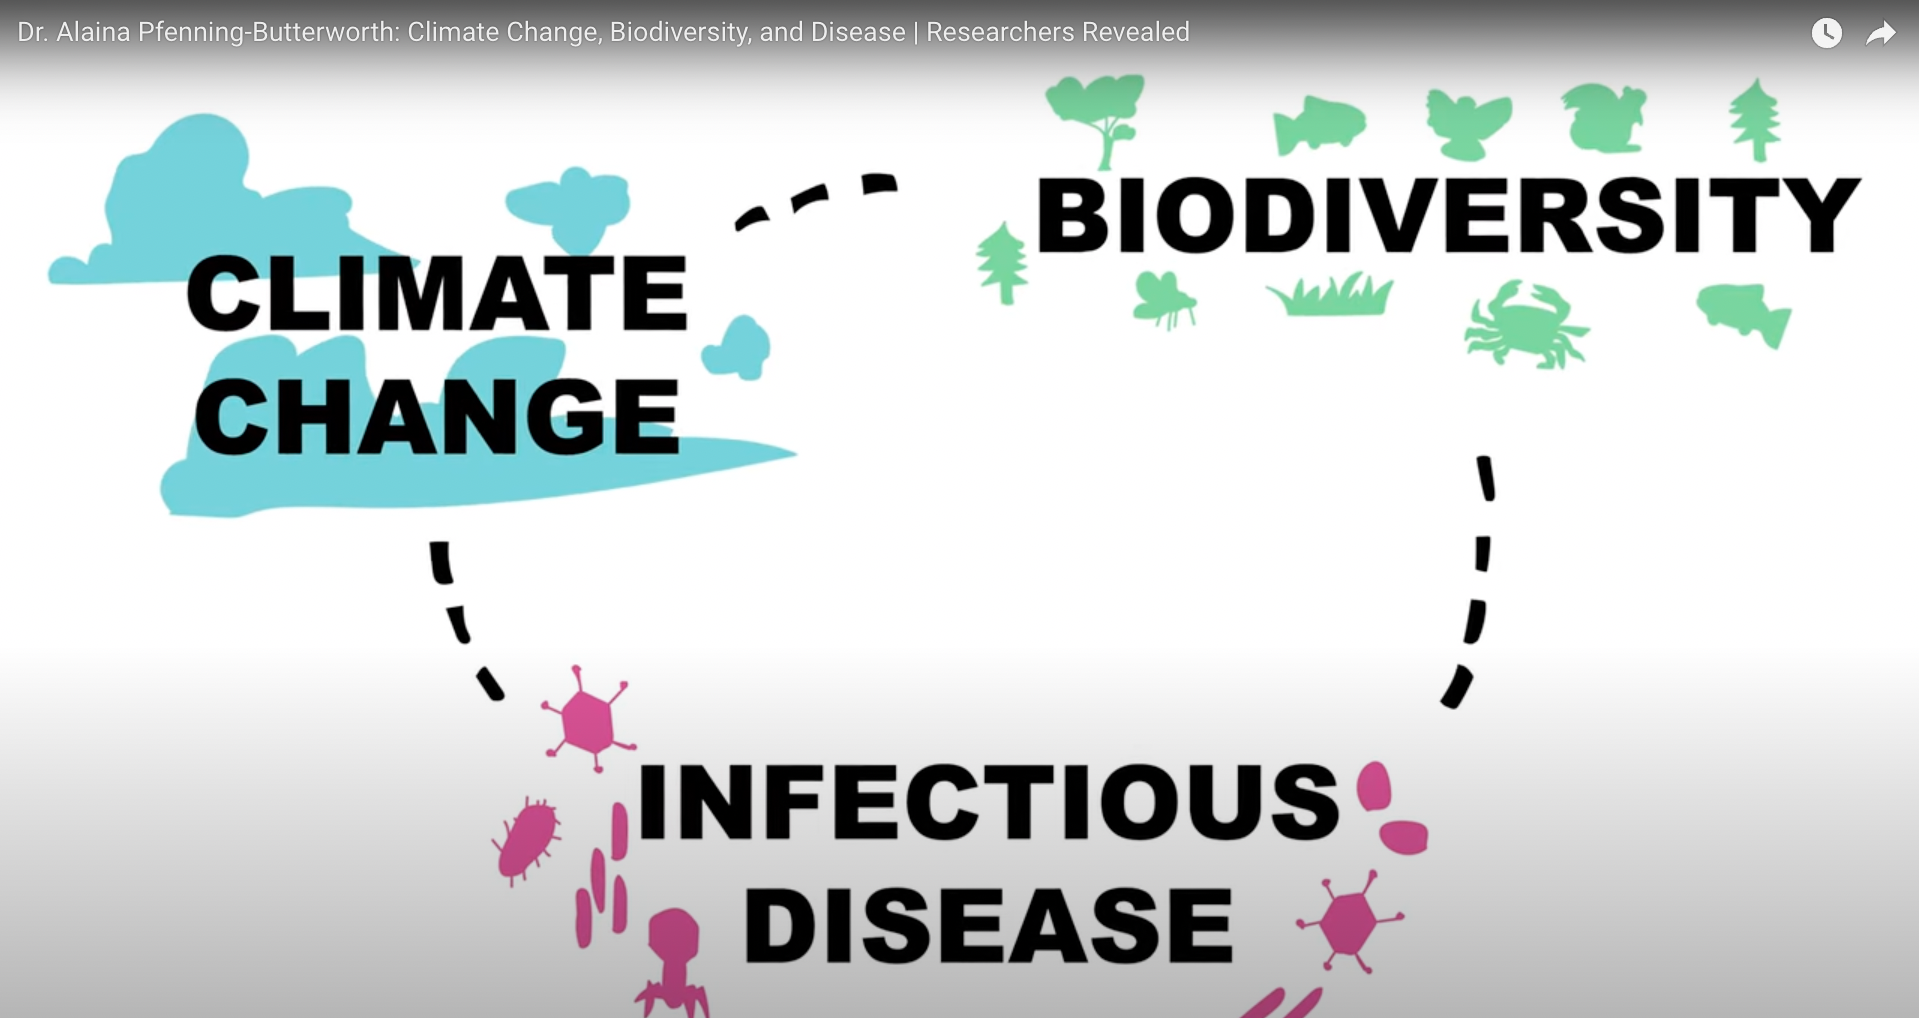 Dr. Alaina Pfenning-Butterworth: Climate Change, Biodiversity, and Disease | Researchers Revealed
BIODIVERSITY
CLIMATE
CHANGE
INFECTIOUS
DISEASE